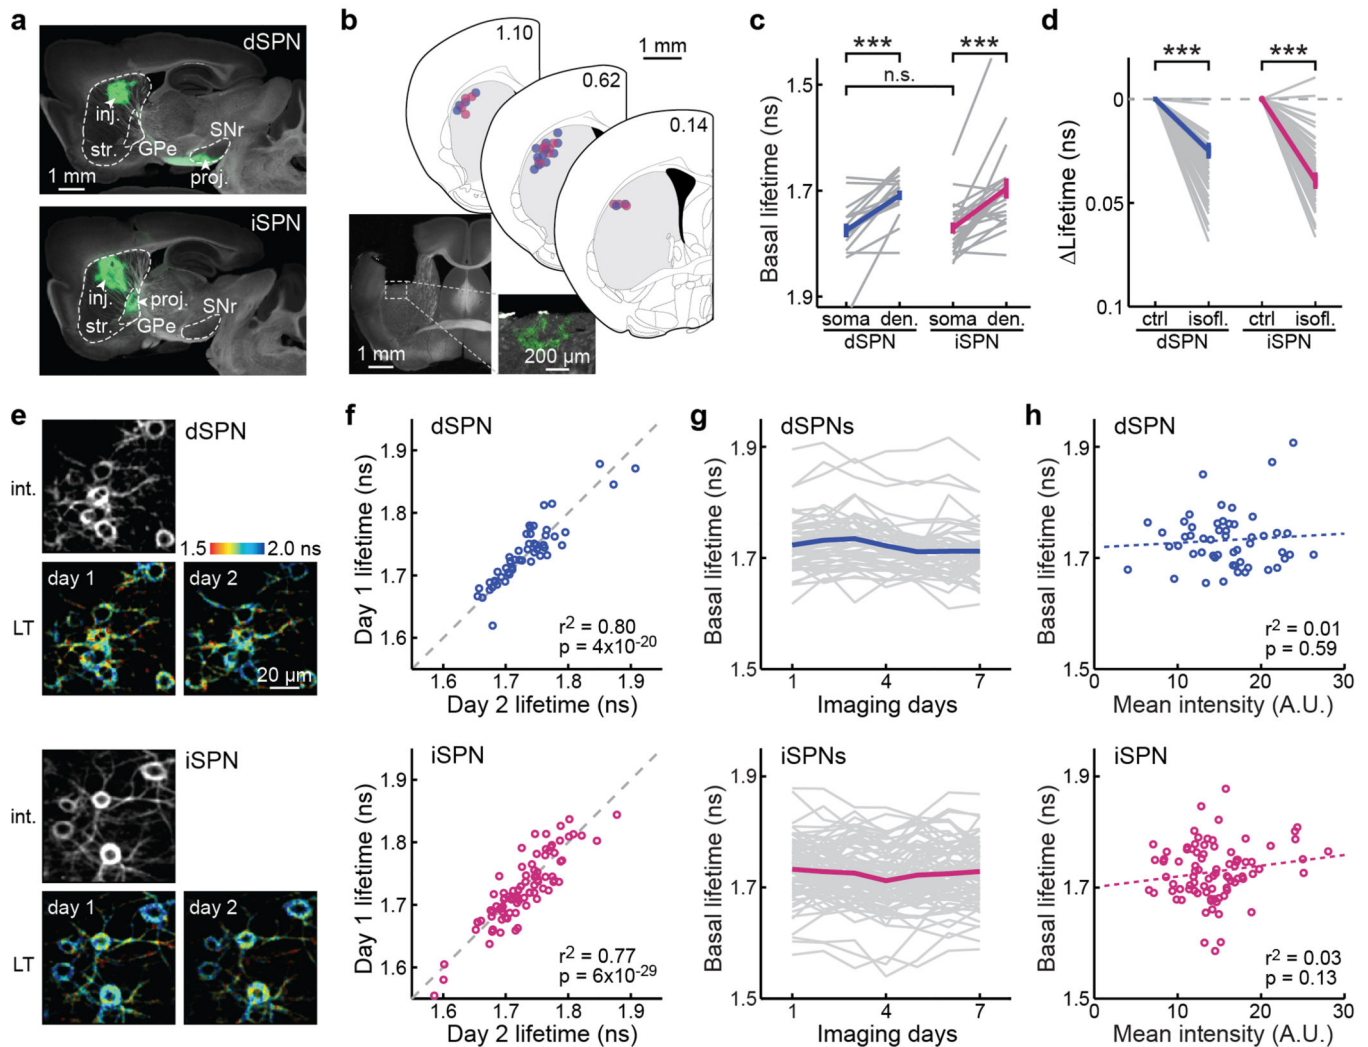 a
dSPN
inj.
str.
GPe
SNr
proj.
1 mm
iSPN
inj.
proj.
SNr
str.
GPe
b
1.10
1 mm
0.62
0.14
1 mm
200 µm
c
Basal lifetime (ns)
1.5
1.7
1.9
***
***
n.s.
soma den.
soma den.
dSPN
iSPN
d
ΔLifetime (ns)
0
0.05
0.1
***
***
ctrl isofl.
ctrl isofl.
dSPN
iSPN
e
dSPN
int.
1.5
2.0 ns
LT
day 1
day 2
20 µm
iSPN
int.
LT
day 1
day 2
f
dSPN
Day 1 lifetime (ns)
1.9
1.8
1.7
1.6
r² = 0.80
p = 4x10⁻²⁰
1.6 1.7 1.8 1.9
Day 2 lifetime (ns)
iSPN
Day 1 lifetime (ns)
1.9
1.8
1.7
1.6
r² = 0.77
p = 6x10⁻²⁹
1.6 1.7 1.8 1.9
Day 2 lifetime (ns)
g
dSPNs
Basal lifetime (ns)
1.9
1.7
1.5
1 4 7
Imaging days
iSPNs
Basal lifetime (ns)
1.9
1.7
1.5
1 4 7
Imaging days
h
dSPN
Basal lifetime (ns)
1.9
1.7
1.5
r² = 0.01
p = 0.59
0 10 20 30
Mean intensity (A.U.)
iSPN
Basal lifetime (ns)
1.9
1.7
1.5
r² = 0.03
p = 0.13
0 10 20 30
Mean intensity (A.U.)